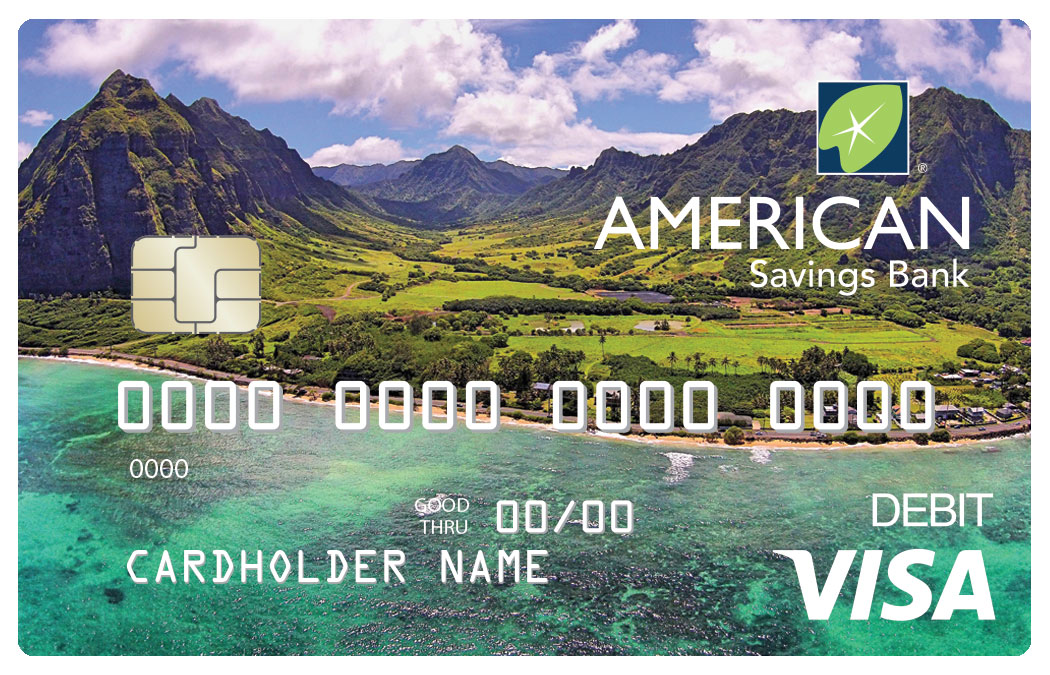 ®
AMERICAN
Savings Bank
0000 0000 0000 0000
0000
GOOD
THRU 00/00
DEBIT
CARDHOLDER NAME
VISA